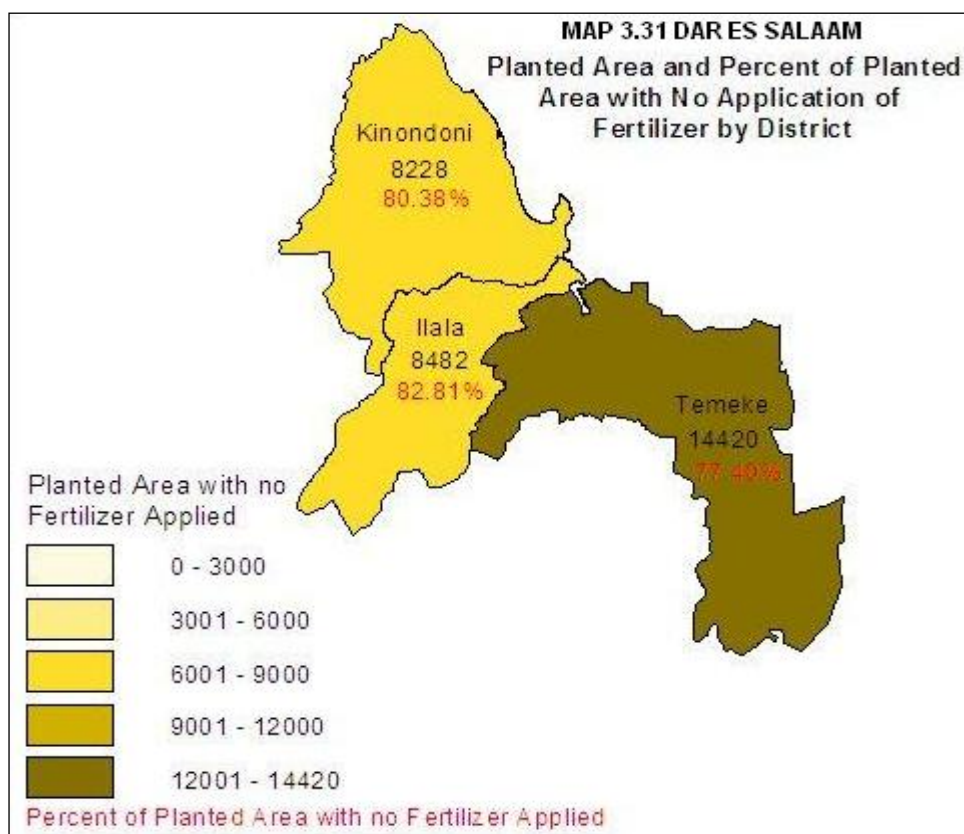 MAP 3.31 DAR ES SALAAM
Planted Area and Percent of Planted
Area with No Application of
Fertilizer by District
Kinondoni
8228
80.38%
Ilala
8482
82.81%
Temeke
14420
77.49%
Planted Area with no
Fertilizer Applied
0 - 3000
3001 - 6000
6001 - 9000
9001 - 12000
12001 - 14420
Percent of Planted Area with no Fertilizer Applied